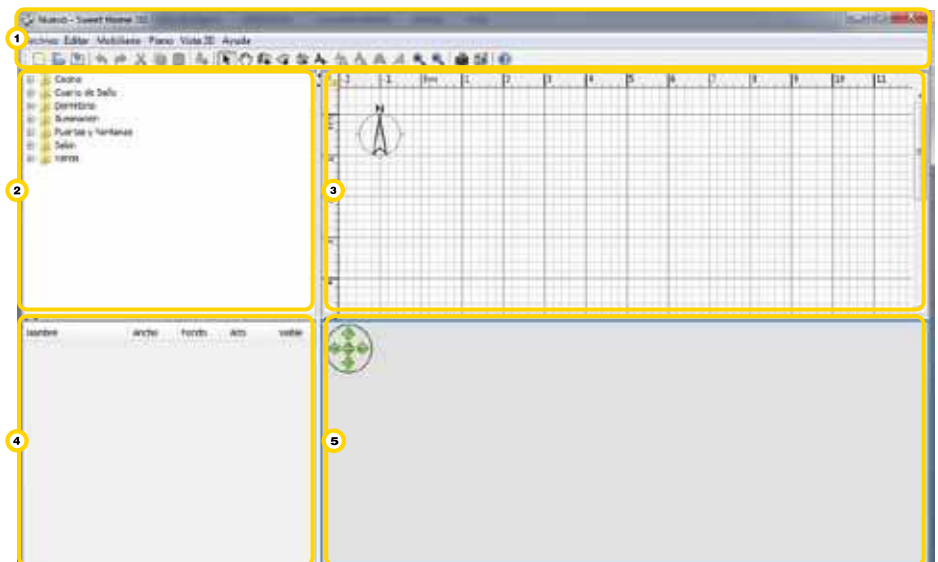 Nuevo - Sweet Home 3D
1
Archivo Editar Mobiliario Plano Vista 3D Ayuda
Cocina
Cuarto de Baño
Dormitorio
Iluminación
Puertas y Ventanas
Salón
Varios
2
-2 -1 0m 1 2 3 4 5 6 7 8 9 10 11
N
3
Nombre Ancho Fondo Alto Visible
4
5